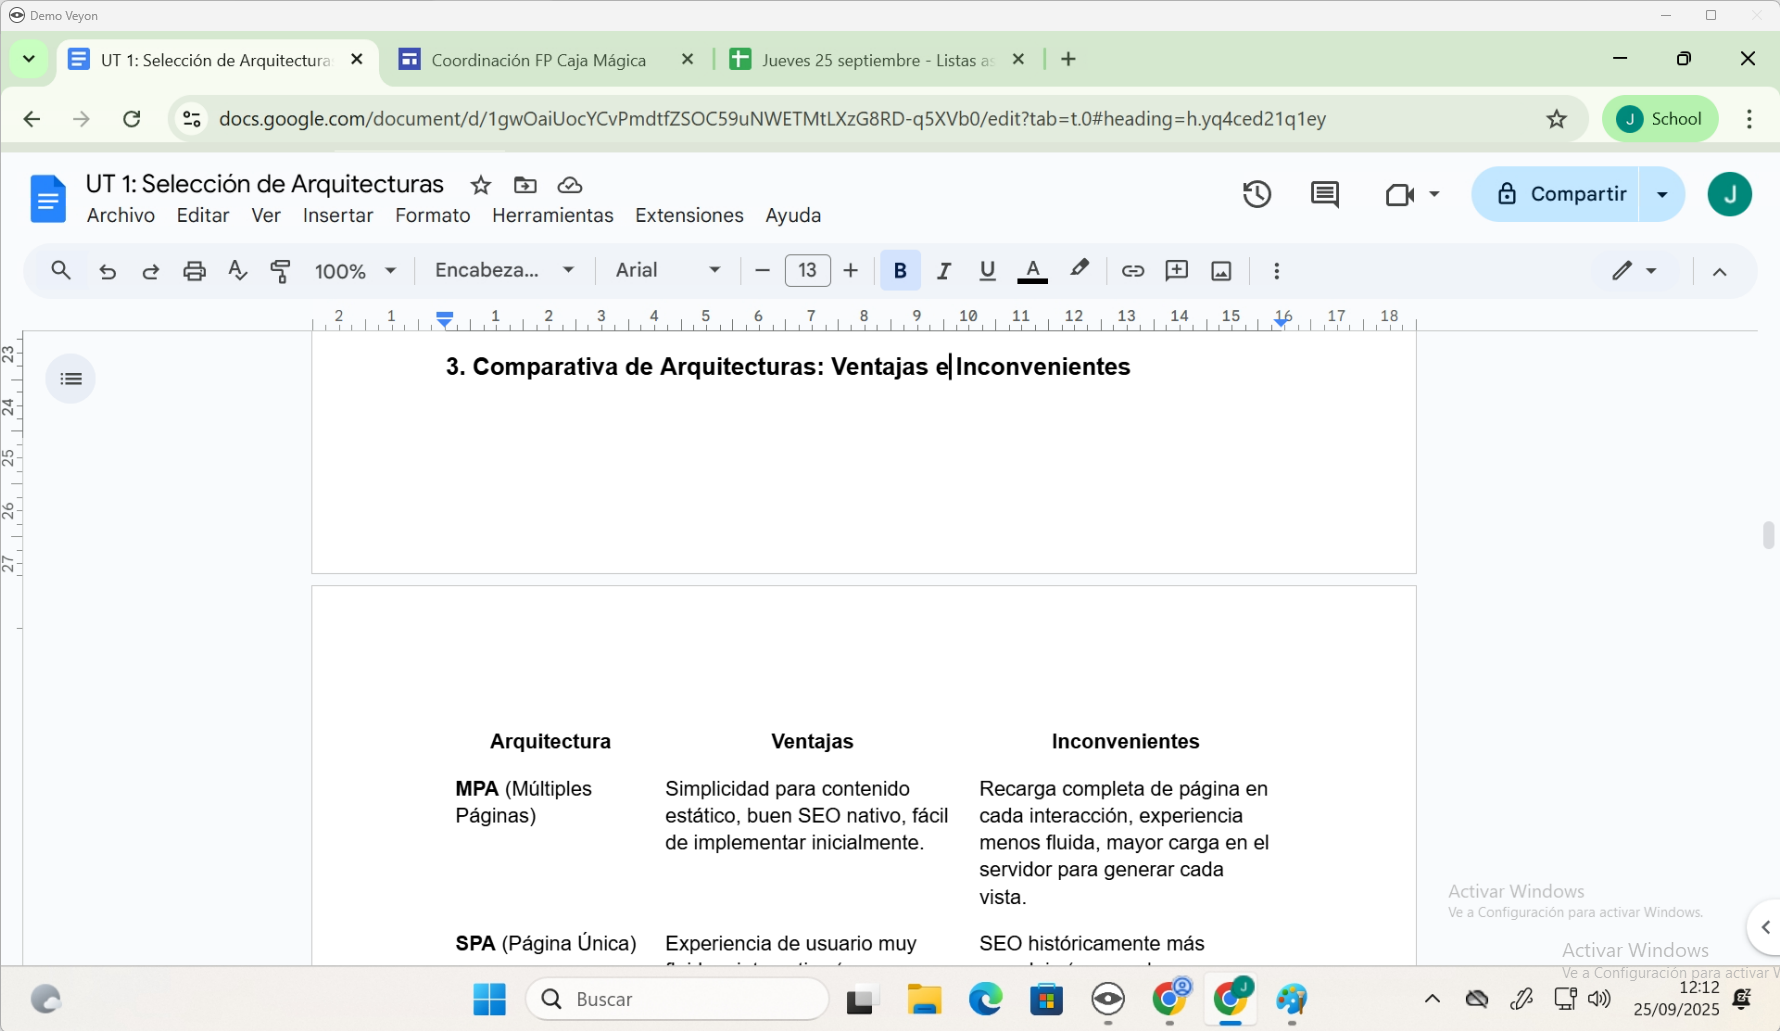 Demo Veyon
UT 1: Selección de Arquitectura
Coordinación FP Caja Mágica
Jueves 25 septiembre - Listas as
docs.google.com/document/d/1gwOaiUocYCvPmdtfZSOC59uNWETMtLXzG8RD-q5XVb0/edit?tab=t.0#heading=h.yq4ced21q1ey
J School
UT 1: Selección de Arquitecturas
Archivo Editar Ver Insertar Formato Herramientas Extensiones Ayuda
Compartir
J
100% Encabeza... Arial 13 B I U A
2 1 1 2 3 4 5 6 7 8 9 10 11 12 13 14 15 16 17 18
23
24
25
26
27
3. Comparativa de Arquitecturas: Ventajas e Inconvenientes
Arquitectura Ventajas Inconvenientes
MPA (Múltiples Páginas)
Simplicidad para contenido
estático, buen SEO nativo, fácil
de implementar inicialmente.
Recarga completa de página en
cada interacción, experiencia
menos fluida, mayor carga en el
servidor para generar cada
vista.
SPA (Página Única) Experiencia de usuario muy SEO históricamente más
Activar Windows
Ve a Configuración para activar Windows.
Activar Windows
Ve a Configuración para activar W
Buscar
J
12:12
25/09/2025